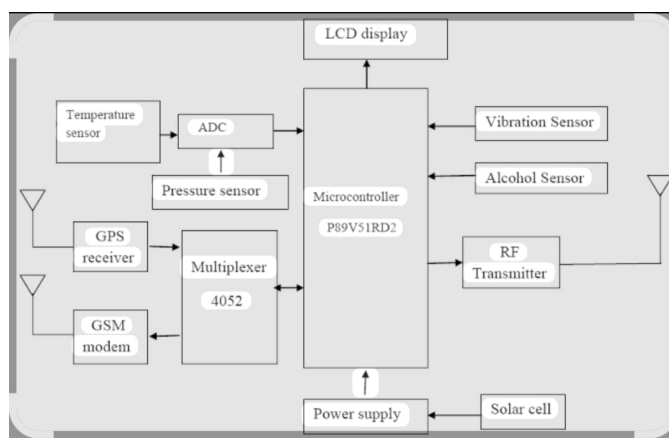 LCD display
Temperature
sensor
ADC
Vibration Sensor
Pressure sensor
Alcohol Sensor
Microcontroller
P89V51RD2
GPS
receiver
Multiplexer
4052
RF
Transmitter
GSM
modem
Power supply
Solar cell